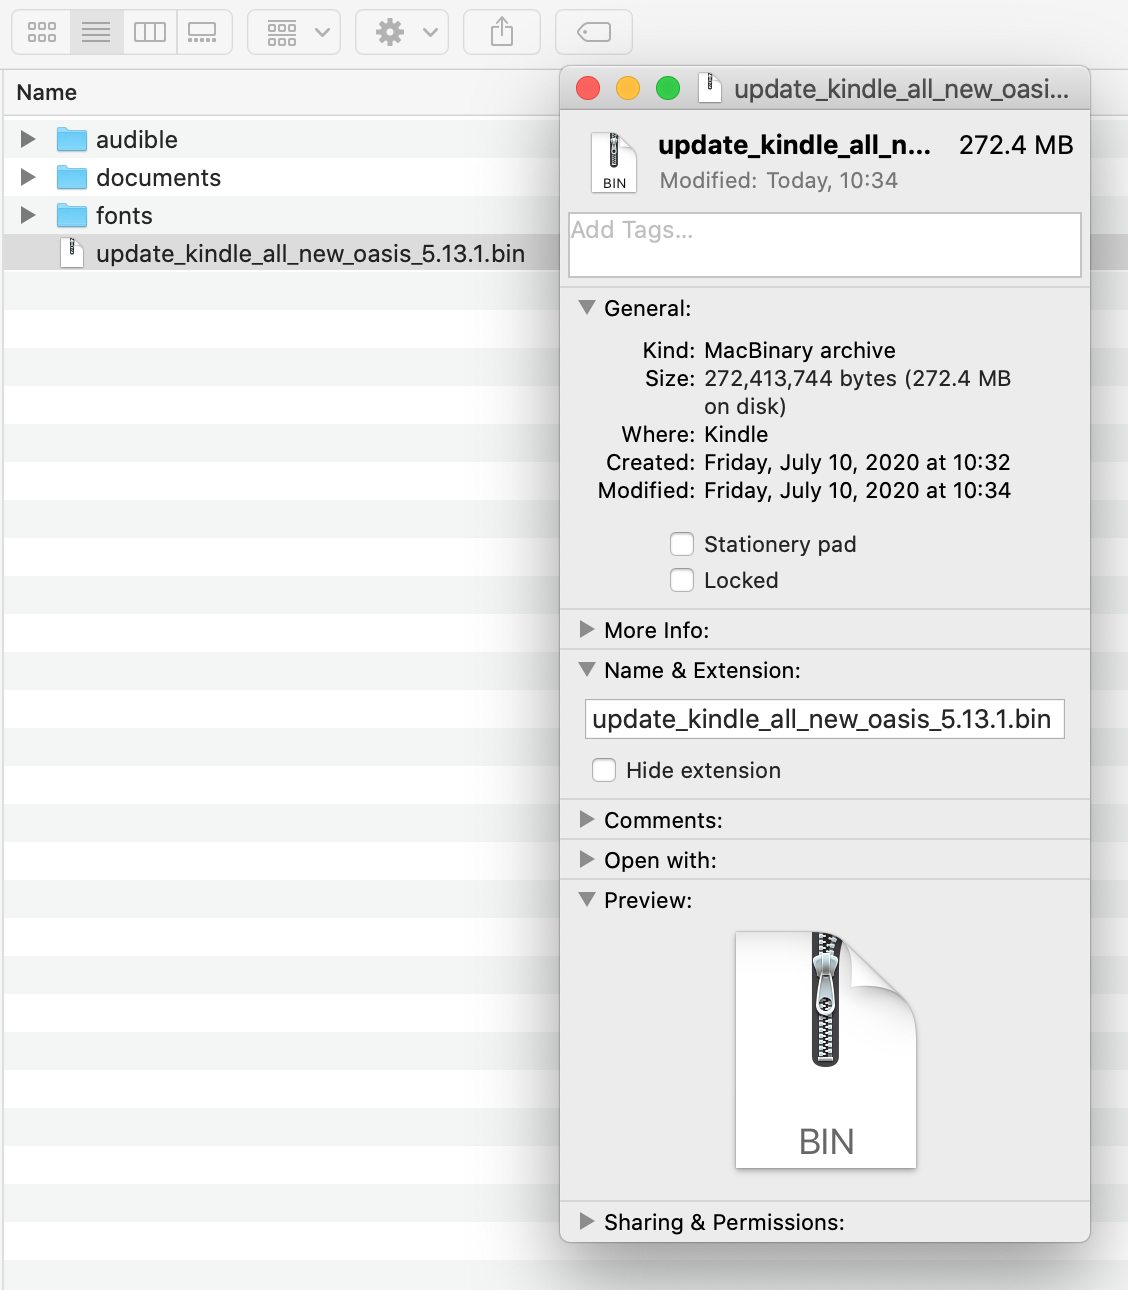 Name
audible
documents
fonts
update_kindle_all_new_oasis_5.13.1.bin
update_kindle_all_new_oasi...
update_kindle_all_n... 272.4 MB
BIN
Modified: Today, 10:34
Add Tags...
General:
Kind: MacBinary archive
Size: 272,413,744 bytes (272.4 MB
on disk)
Where: Kindle
Created: Friday, July 10, 2020 at 10:32
Modified: Friday, July 10, 2020 at 10:34
Stationery pad
Locked
More Info:
Name & Extension:
update_kindle_all_new_oasis_5.13.1.bin
Hide extension
Comments:
Open with:
Preview:
BIN
Sharing & Permissions: